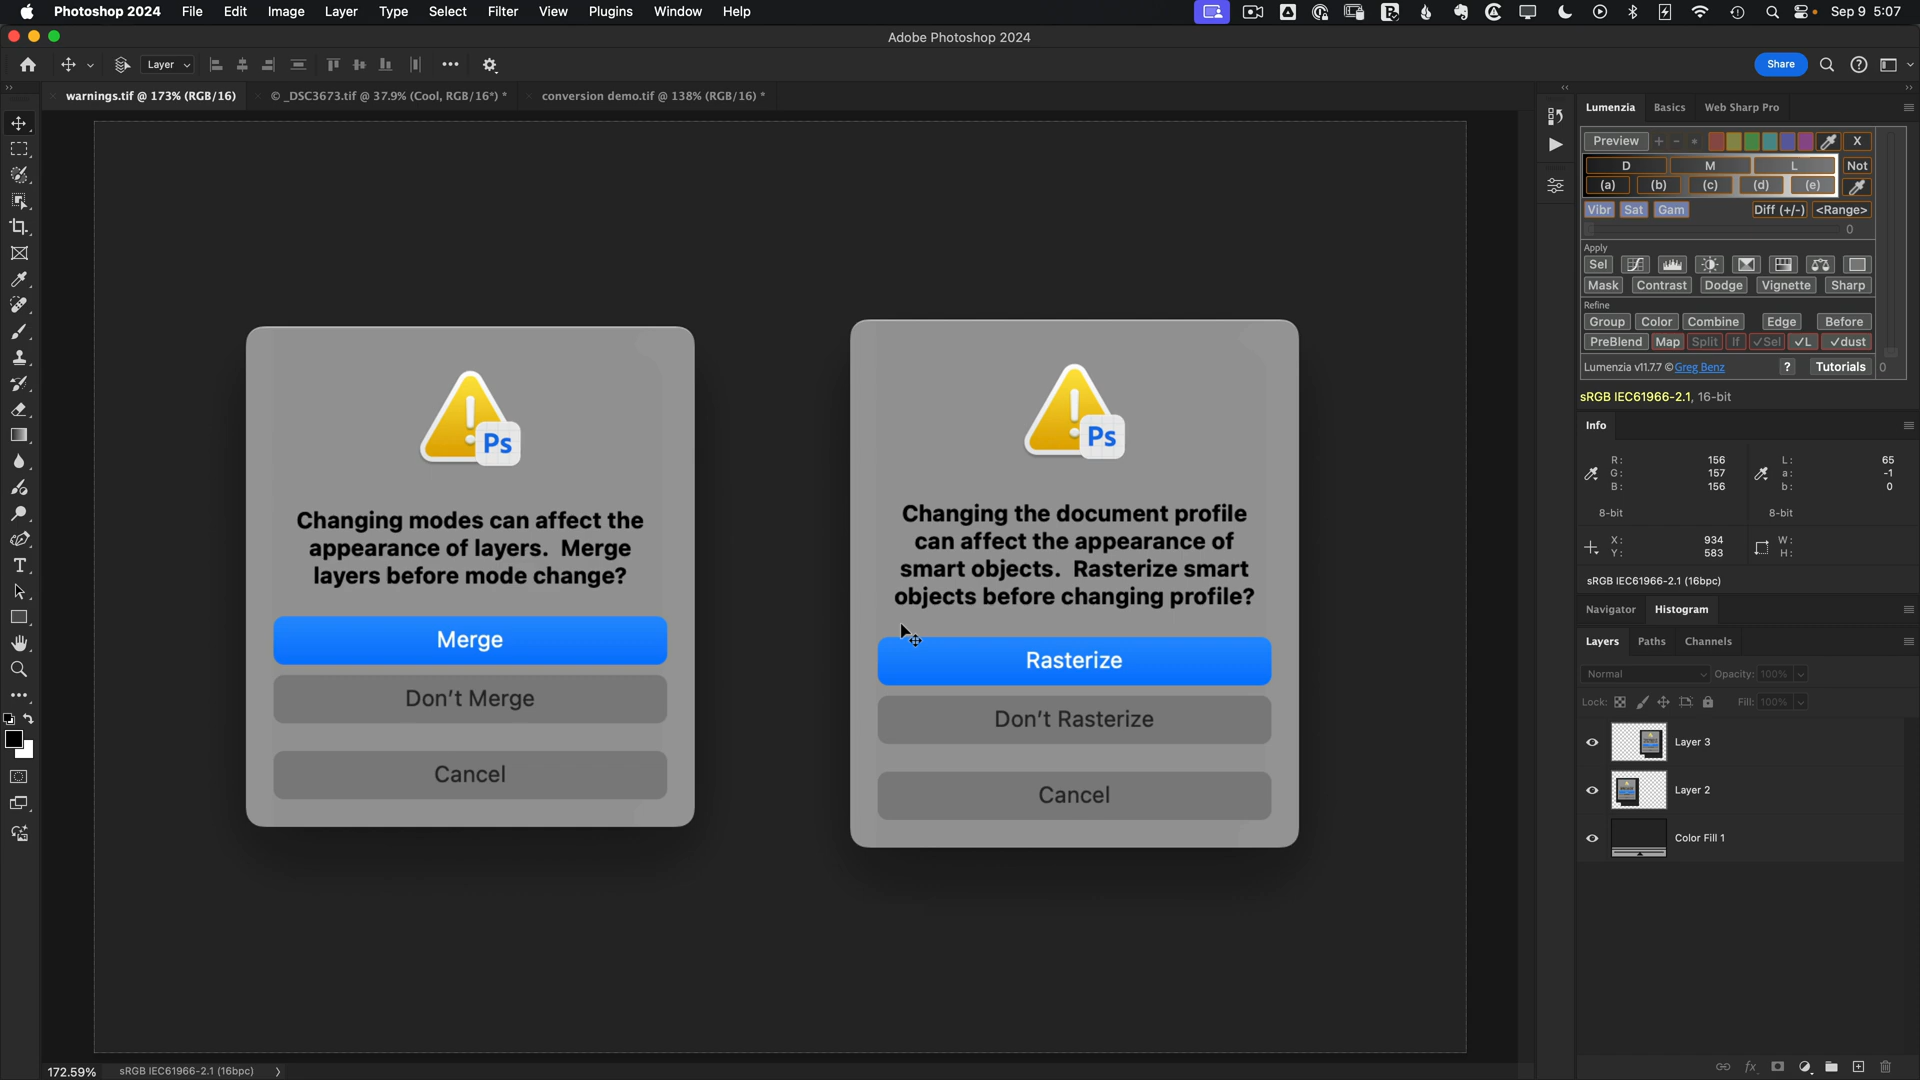 Photoshop 2024 File Edit Image Layer Type Select Filter View Plugins Window Help Sep 9 5:07
Adobe Photoshop 2024
Layer Share
warnings.tif @ 173% (RGB/16) © _DSC3673.tif @ 37.9% (Cool, RGB/16*) * conversion demo.tif @ 138% (RGB/16) *
Ps
Changing modes can affect the
appearance of layers.  Merge
layers before mode change?
Merge
Don't Merge
Cancel
Ps
Changing the document profile
can affect the appearance of
smart objects.  Rasterize smart
objects before changing profile?
Rasterize
Don't Rasterize
Cancel
Lumenzia Basics Web Sharp Pro
Preview + - X
D M L Not
(a) (b) (c) (d) (e)
Vibr Sat Gam Diff (+/-) <Range>
0
Apply
Sel
Mask Contrast Dodge Vignette Sharp
Refine
Group Color Combine Edge Before
PreBlend Map Split If ✓Sel ✓L ✓dust
Lumenzia v11.7.7 © Greg Benz ? Tutorials 0
sRGB IEC61966-2.1, 16-bit
Info
R: 156 L: 65
G: 157 a: -1
B: 156 b: 0
8-bit 8-bit
X: 934 W:
Y: 583 H:
sRGB IEC61966-2.1 (16bpc)
Navigator Histogram
Layers Paths Channels
Normal Opacity: 100%
Lock: Fill: 100%
Layer 3
Layer 2
Color Fill 1
fx
172.59% sRGB IEC61966-2.1 (16bpc)